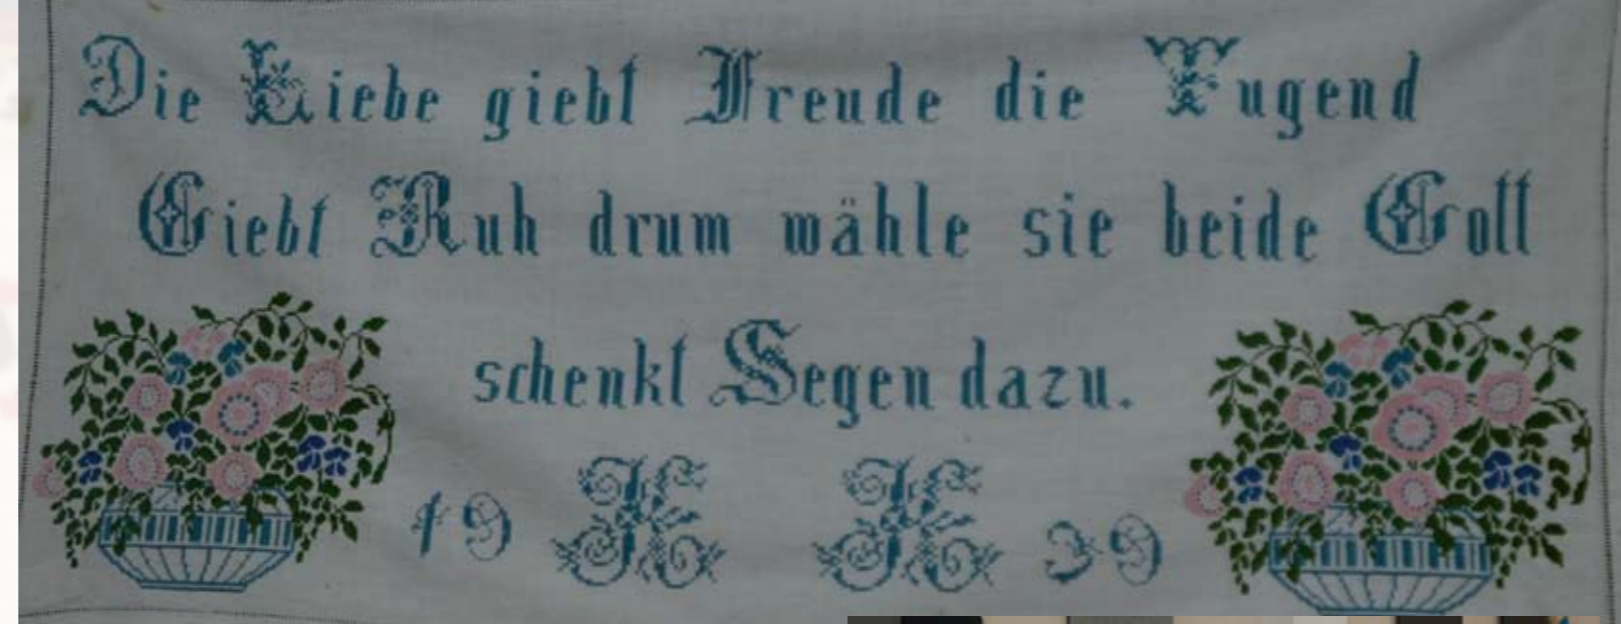 Die Liebe giebt Freude die Tugend
Giebt Ruh drum wähle sie beide Gott
schenkt Segen dazu.
19 K K 39